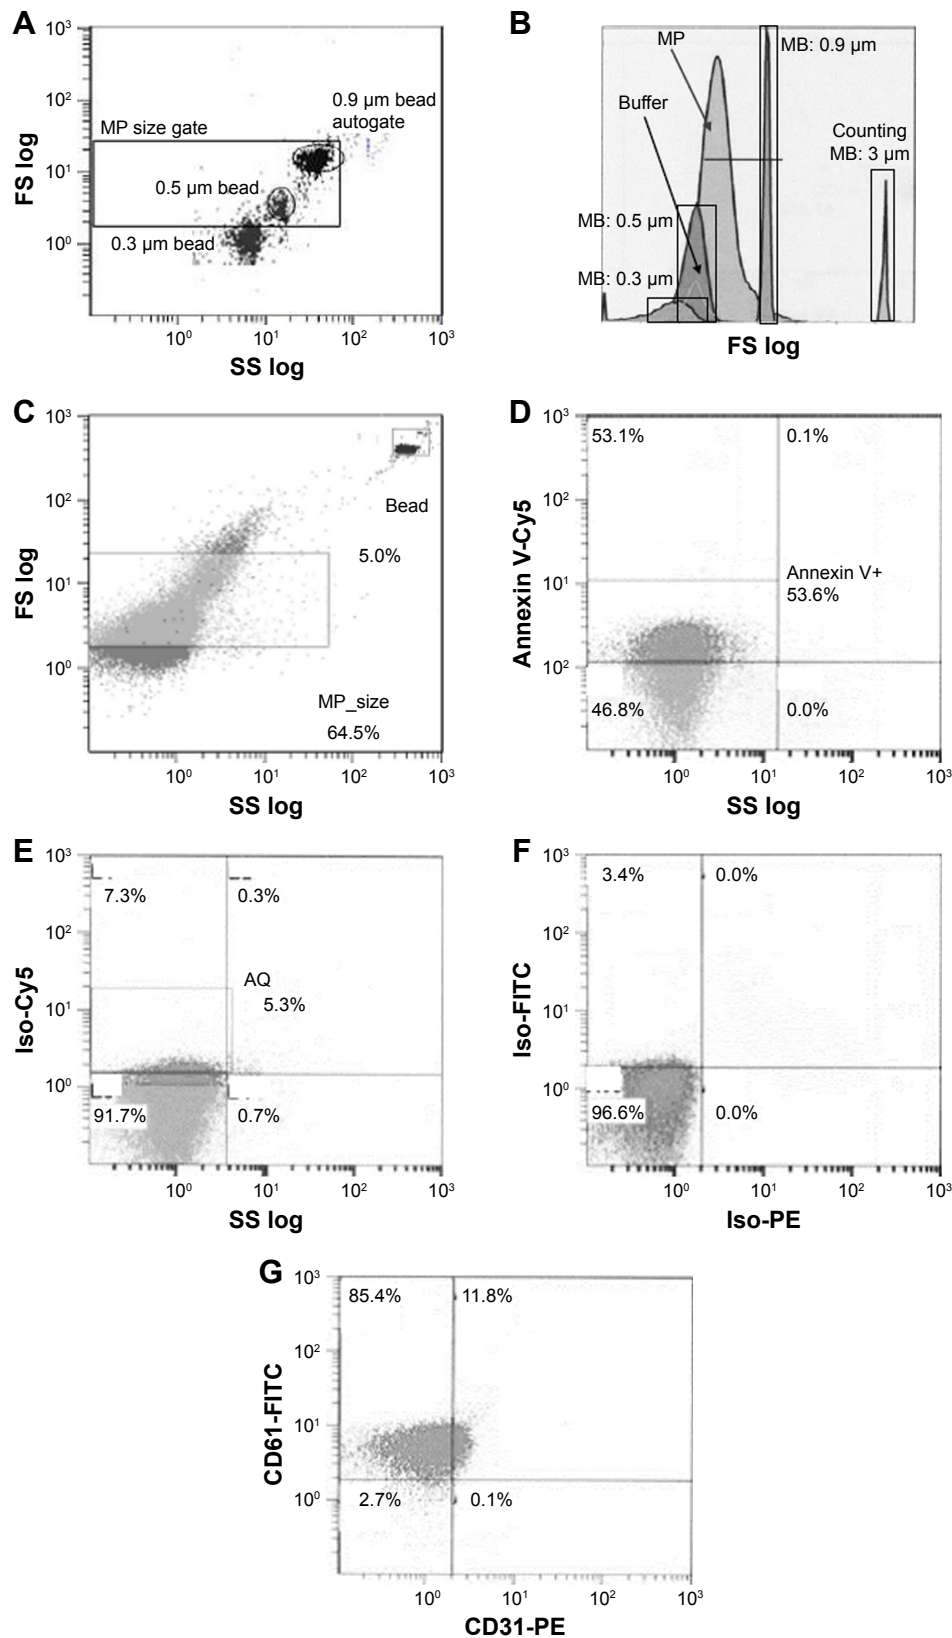 A
10³
10²
10¹
10⁰
FS log
MP size gate
0.9 µm bead
autogate
0.5 µm bead
0.3 µm bead
10⁰ 10¹ 10² 10³
SS log
B
MP
MB: 0.9 µm
Buffer
Counting
MB: 3 µm
MB: 0.5 µm
MB: 0.3 µm
FS log
C
10³
10²
10¹
10⁰
FS log
Bead
5.0%
MP_size
64.5%
10⁰ 10¹ 10² 10³
SS log
D
10³
10²
10¹
10²
Annexin V-Cy5
53.1% 0.1%
Annexin V+
53.6%
46.8% 0.0%
10⁰ 10¹ 10² 10³
SS log
E
10³
10²
10¹
10⁰
Iso-Cy5
7.3% 0.3%
AQ
5.3%
91.7% 0.7%
10⁰ 10¹ 10² 10³
SS log
F
10³
10²
10¹
10⁰
Iso-FITC
3.4% 0.0%
96.6% 0.0%
10⁰ 10¹ 10² 10³
Iso-PE
G
10³
10²
10¹
10⁰
CD61-FITC
85.4% 11.8%
2.7% 0.1%
10⁰ 10¹ 10² 10³
CD31-PE